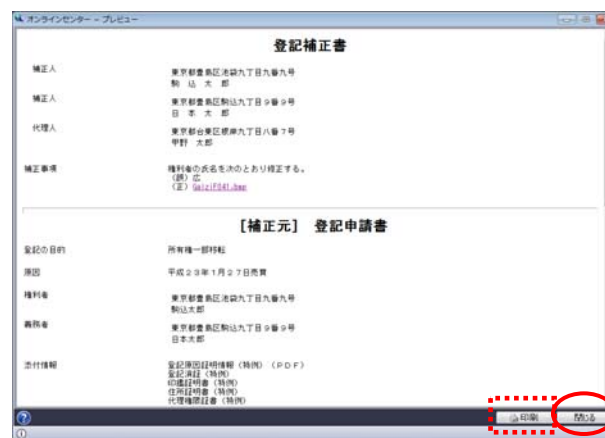 オンラインセンター － プレビュー
登記補正書
補正人 東京都豊島区池袋九丁目九番九号
駒 込 太 郎
補正人 東京都豊島区駒込九丁目９番９号
日 本 太 郎
代理人 東京都台東区根岸九丁目八番７号
甲野 太郎
補正事項 権利者の氏名を次のとおり修正する。
（誤）広
（正）GaiziF041.bmp
［補正元］ 登記申請書
登記の目的 所有権一部移転
原因 平成２３年１月２７日売買
権利者 東京都豊島区池袋九丁目九番九号
駒込太郎
義務者 東京都豊島区駒込九丁目９番９号
日本太郎
添付情報 登記原因証明情報（特例）（ＰＤＦ）
登記済証（特例）
印鑑証明書（特例）
住所証明書（特例）
代理権限証書（特例）
印刷 閉じる